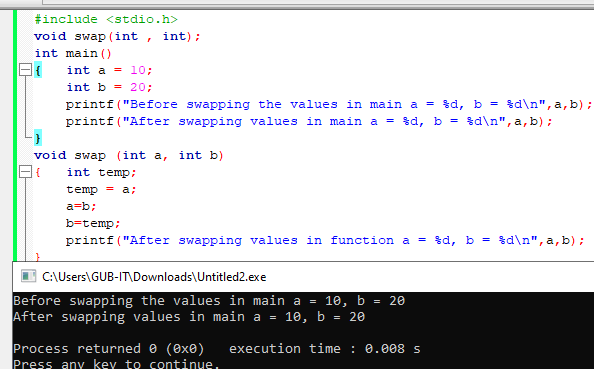 #include <stdio.h>
void swap(int , int);
int main()
{ int a = 10;
int b = 20;
printf("Before swapping the values in main a = %d, b = %d\n",a,b);
printf("After swapping values in main a = %d, b = %d\n",a,b);
}
void swap (int a, int b)
{ int temp;
temp = a;
a=b;
b=temp;
printf("After swapping values in function a = %d, b = %d\n",a,b);
}
C:\Users\GUB-IT\Downloads\Untitled2.exe
Before swapping the values in main a = 10, b = 20
After swapping values in main a = 10, b = 20
Process returned 0 (0x0) execution time : 0.008 s
Press any key to continue.